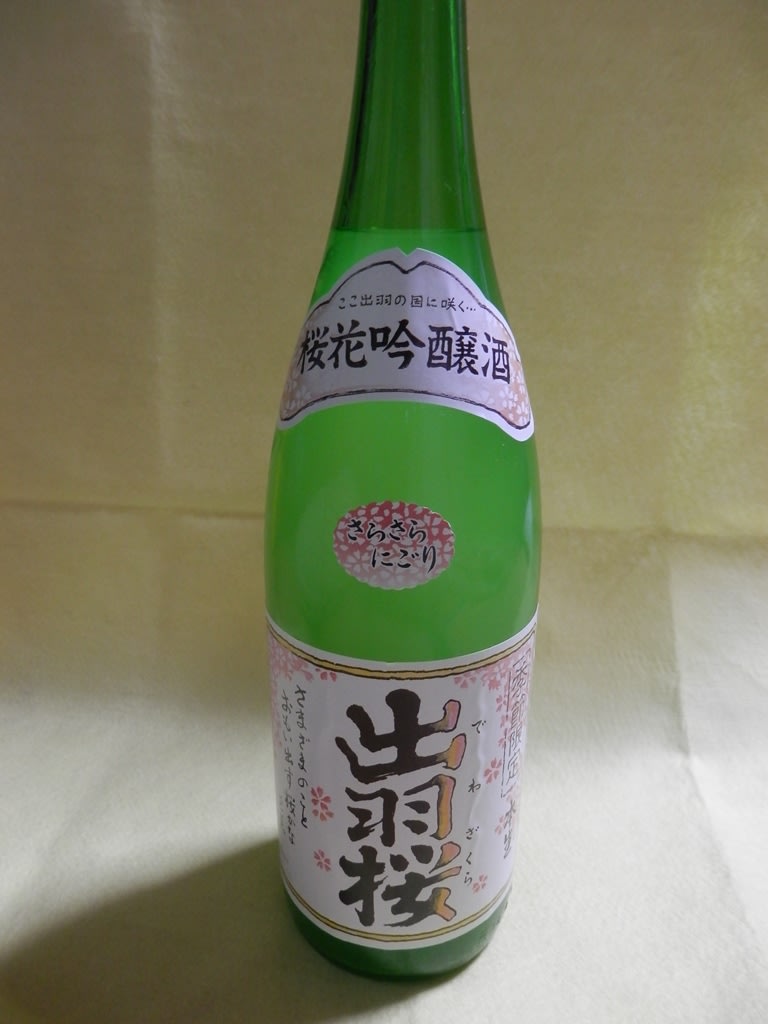 ここ出羽の国に咲く…
桜花吟醸酒
さらさら
にごり
季節限定
本生
出羽桜
でわざくら
さまざまのこと
おもい出す桜かな